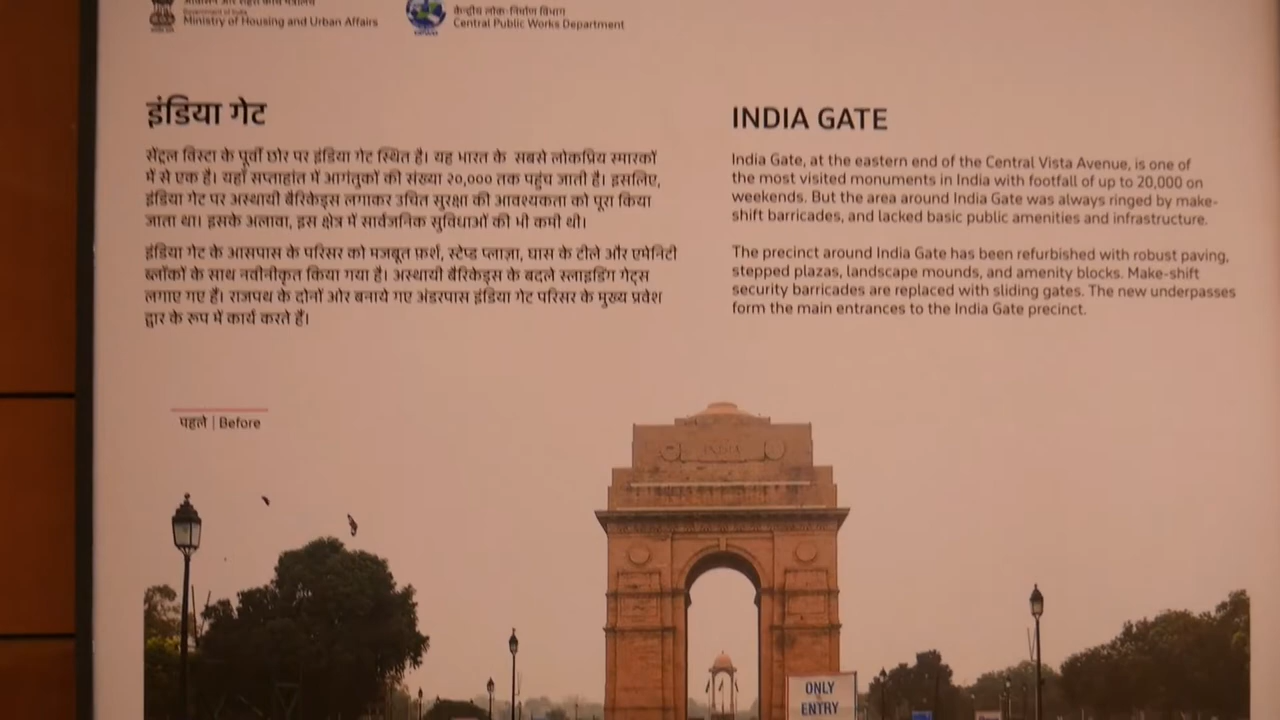 Government of India
Ministry of Housing and Urban Affairs
केन्द्रीय लोक-निर्माण विभाग
Central Public Works Department
इंडिया गेट
सेंट्रल विस्टा के पूर्वी छोर पर इंडिया गेट स्थित है। यह भारत के सबसे लोकप्रिय स्मारकों
में से एक है। यहाँ सप्ताहांत में आगंतुकों की संख्या २०,००० तक पहुंच जाती है। इसलिए,
इंडिया गेट पर अस्थायी बैरिकेड्स लगाकर उचित सुरक्षा की आवश्यकता को पूरा किया
जाता था। इसके अलावा, इस क्षेत्र में सार्वजनिक सुविधाओं की भी कमी थी।
इंडिया गेट के आसपास के परिसर को मजबूत फ़र्श, स्टेप्ड प्लाज़ा, घास के टीले और एमेनिटी
ब्लॉकों के साथ नवीनीकृत किया गया है। अस्थायी बैरिकेड्स के बदले स्लाइडिंग गेट्स
लगाए गए हैं। राजपथ के दोनों ओर बनाये गए अंडरपास इंडिया गेट परिसर के मुख्य प्रवेश
द्वार के रूप में कार्य करते हैं।
INDIA GATE
India Gate, at the eastern end of the Central Vista Avenue, is one of
the most visited monuments in India with footfall of up to 20,000 on
weekends. But the area around India Gate was always ringed by make-
shift barricades, and lacked basic public amenities and infrastructure.
The precinct around India Gate has been refurbished with robust paving,
stepped plazas, landscape mounds, and amenity blocks. Make-shift
security barricades are replaced with sliding gates. The new underpasses
form the main entrances to the India Gate precinct.
पहले | Before
INDIA
ONLY
ENTRY